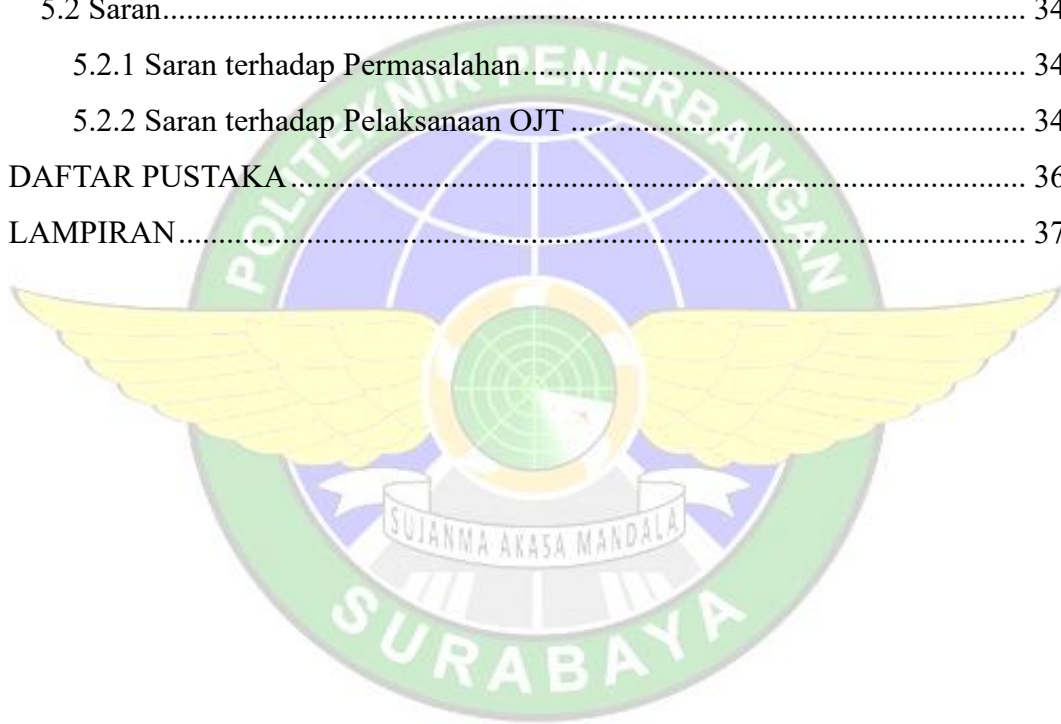 5.2 Saran........................................................................................................ 34
5.2.1 Saran terhadap Permasalahan.............................................................. 34
5.2.2 Saran terhadap Pelaksanaan OJT ........................................................ 34
DAFTAR PUSTAKA.......................................................................................... 36
LAMPIRAN........................................................................................................ 37
POLITEKNIK PENERBANGAN
SUJANMA AKASA MANDALA
SURABAYA